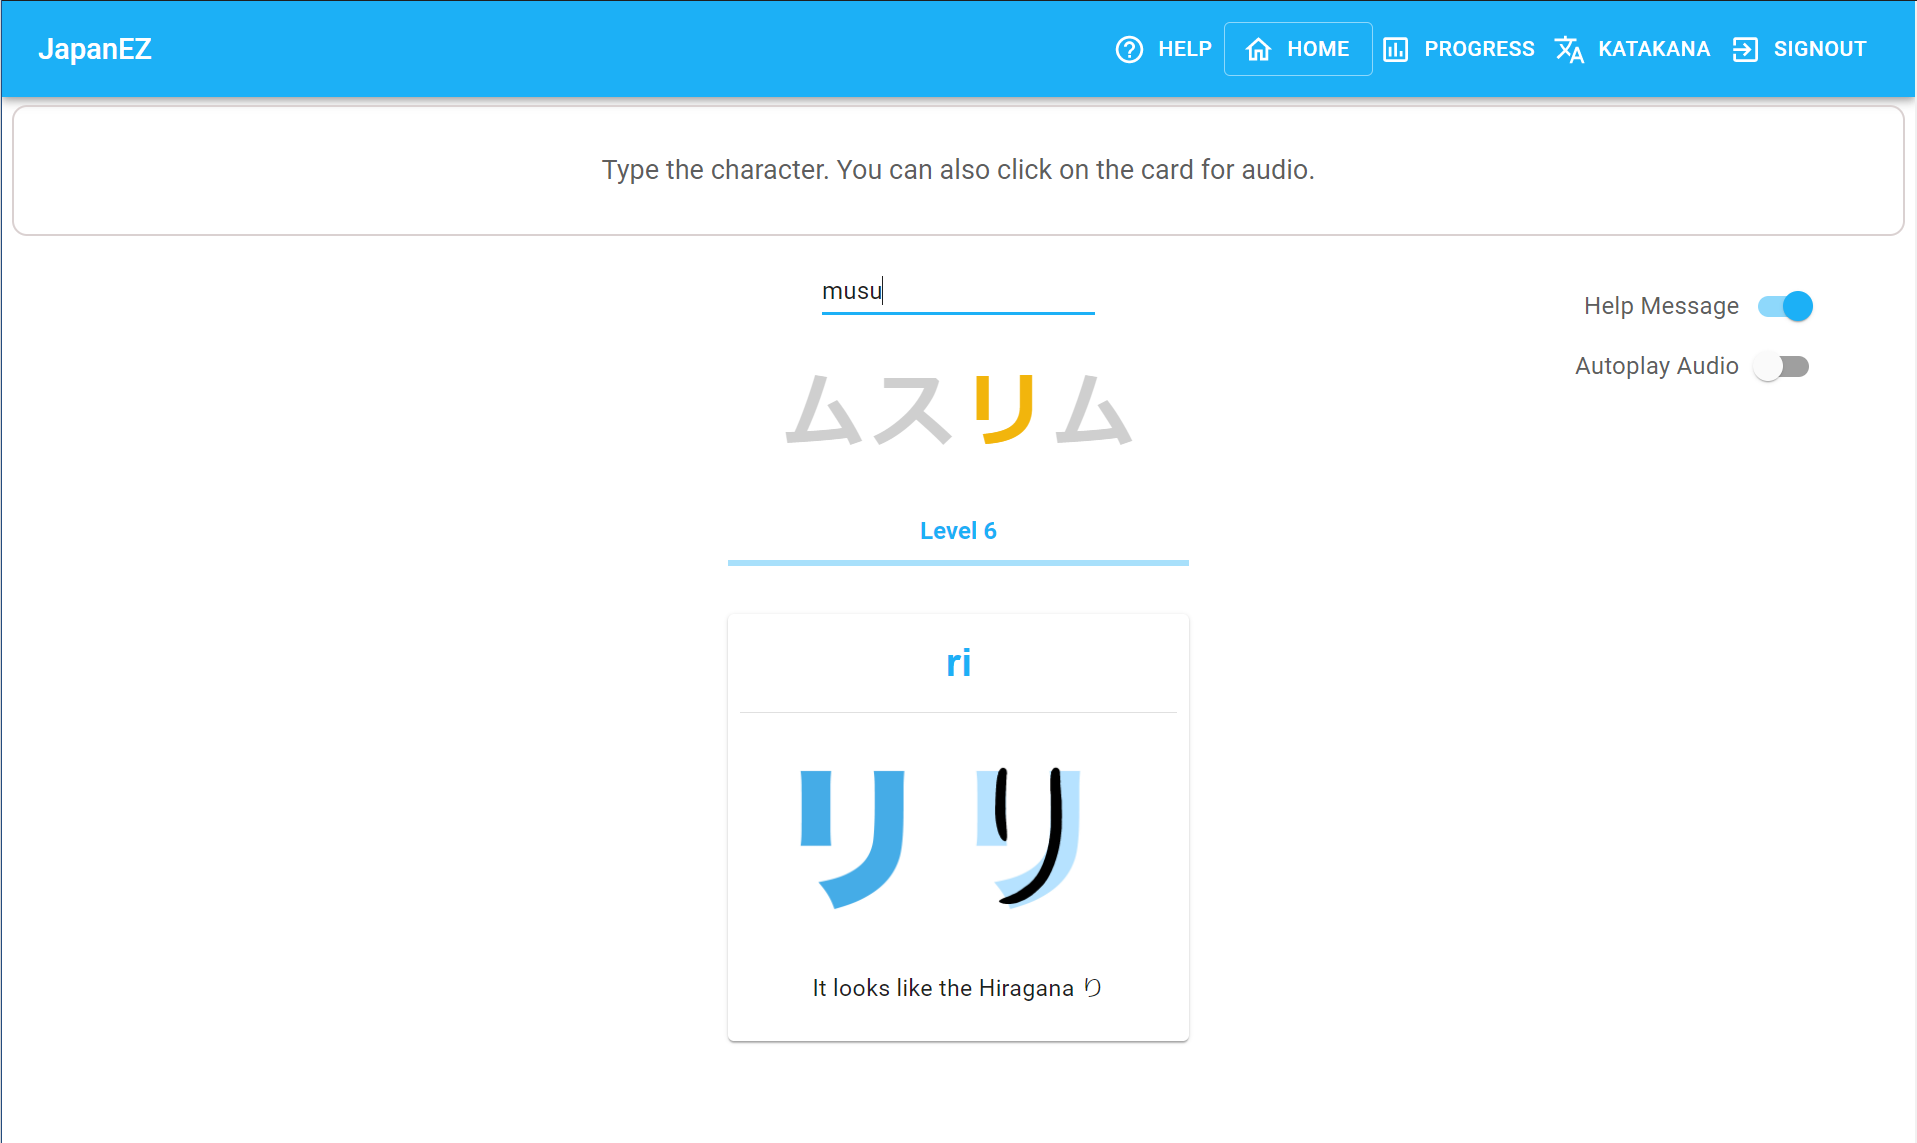 JapanEZ
HELP HOME PROGRESS KATAKANA SIGNOUT
Type the character. You can also click on the card for audio.
musu
Help Message
Autoplay Audio
ムスリム
Level 6
ri
リ リ
It looks like the Hiragana り